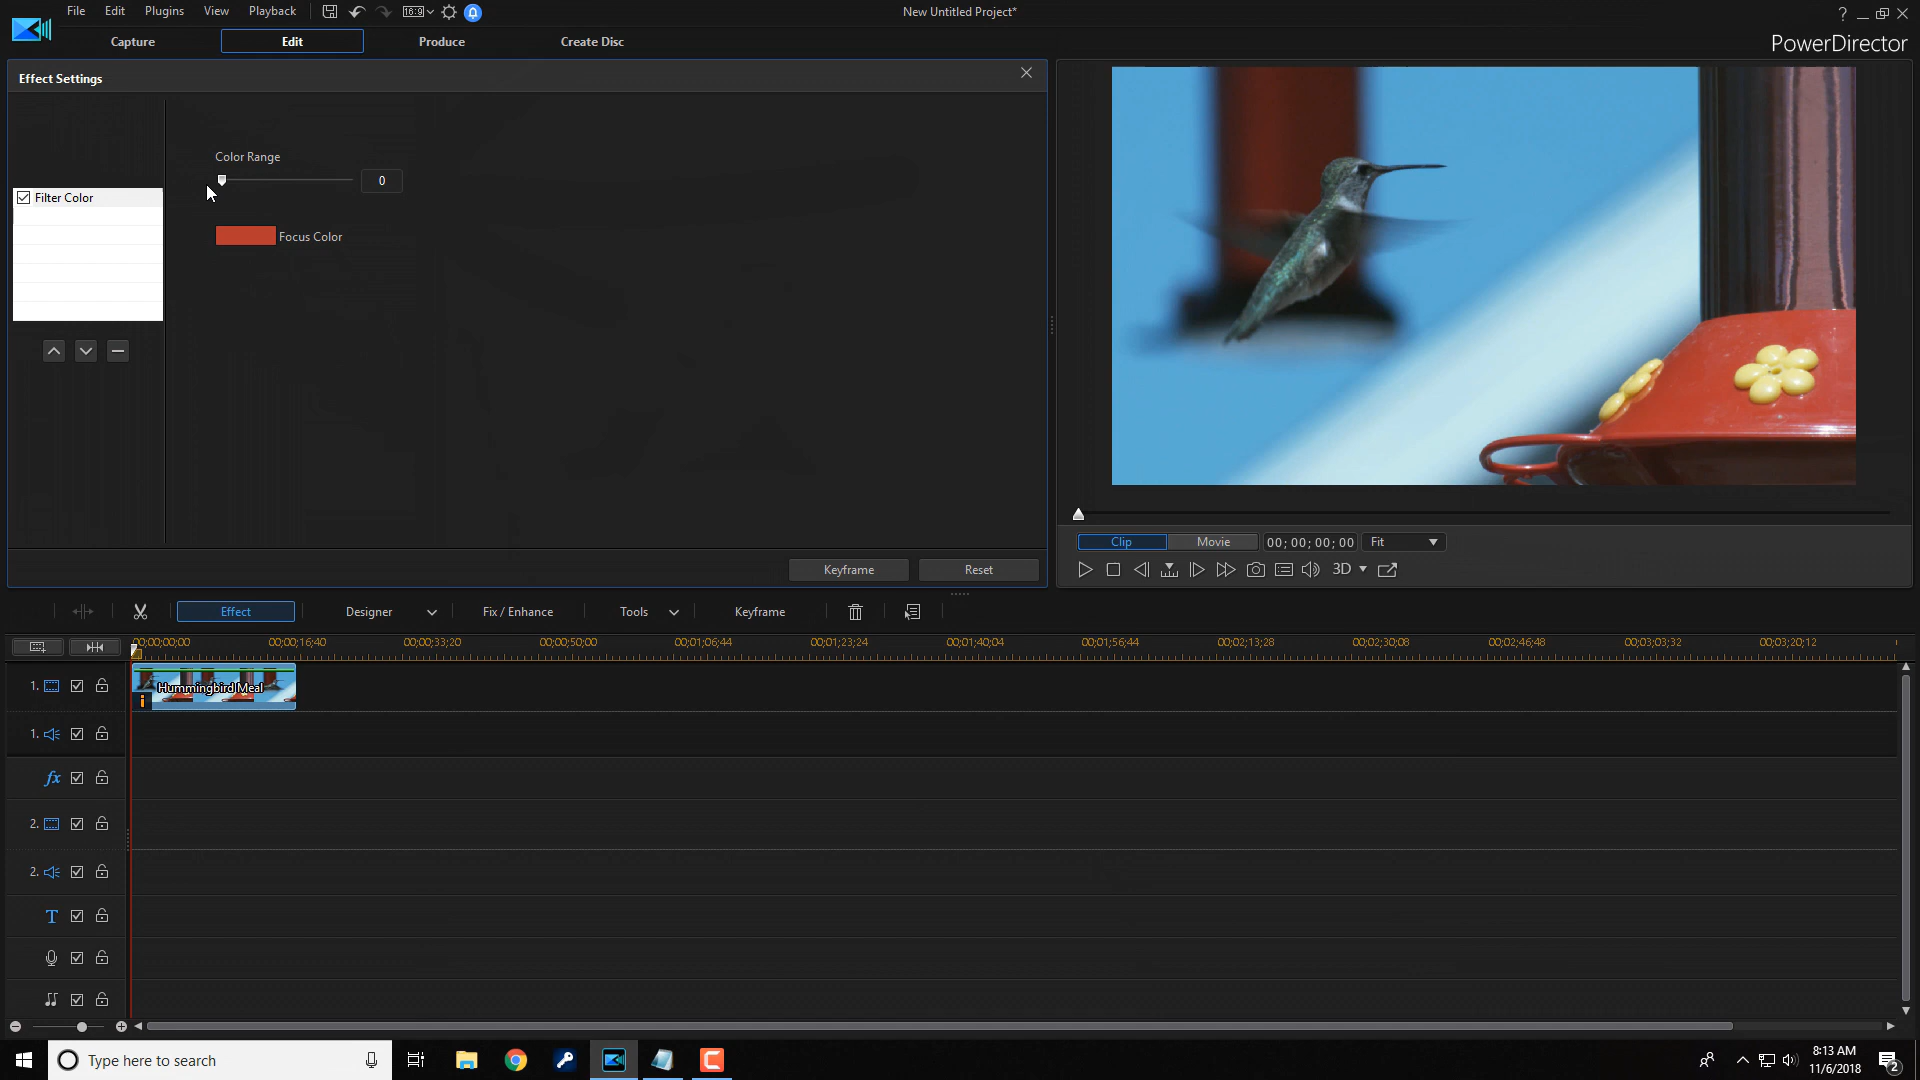 File Edit Plugins View Playback 16:9 New Untitled Project* ?
Capture Edit Produce Create Disc PowerDirector
Effect Settings
Color Range
0
Filter Color
Focus Color
Clip Movie 00; 00; 00; 00 Fit
Keyframe Reset 3D
Effect Designer Fix / Enhance Tools Keyframe
00;00;00;00 00;00;16;40 00;00;33;20 00;00;50;00 00;01;06;44 00;01;23;24 00;01;40;04 00;01;56;44 00;02;13;28 00;02;30;08 00;02;46;48 00;03;03;32 00;03;20;12
1. Hummingbird Meal
i
1.
fx
2.
2.
T
Type here to search 8:13 AM
11/6/2018 2